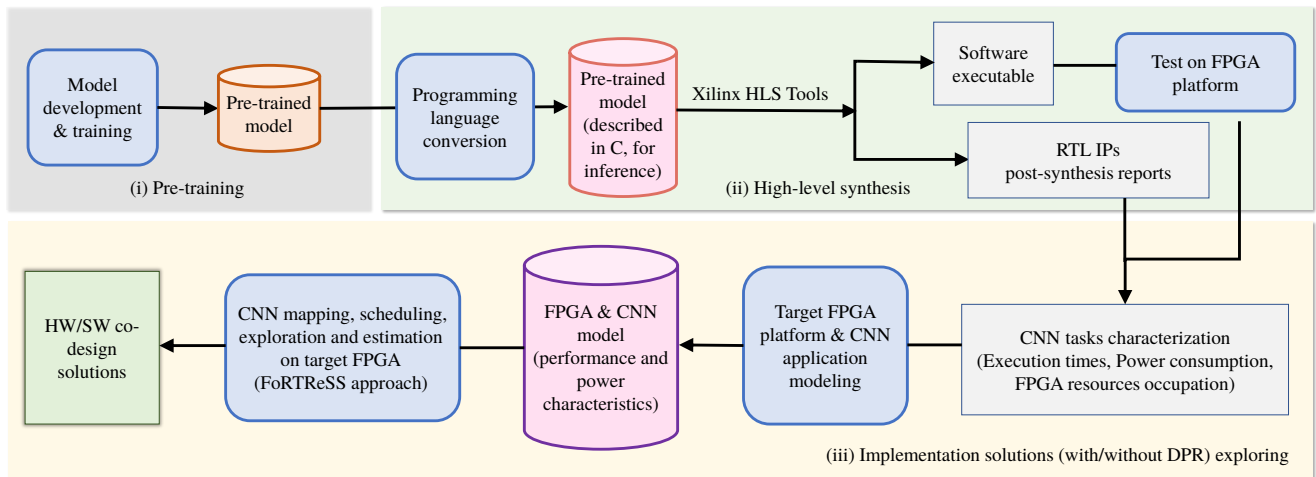 Model
development
& training
Pre-trained
model
(i) Pre-training
Programming
language
conversion
Pre-trained
model
(described
in C, for
inference)
Xilinx HLS Tools
Software
executable
Test on FPGA
platform
RTL IPs
post-synthesis reports
(ii) High-level synthesis
HW/SW co-
design
solutions
CNN mapping, scheduling,
exploration and estimation
on target FPGA
(FoRTReSS approach)
FPGA & CNN
model
(performance and
power
characteristics)
Target FPGA
platform & CNN
application
modeling
CNN tasks characterization
(Execution times, Power consumption,
FPGA resources occupation)
(iii) Implementation solutions (with/without DPR) exploring